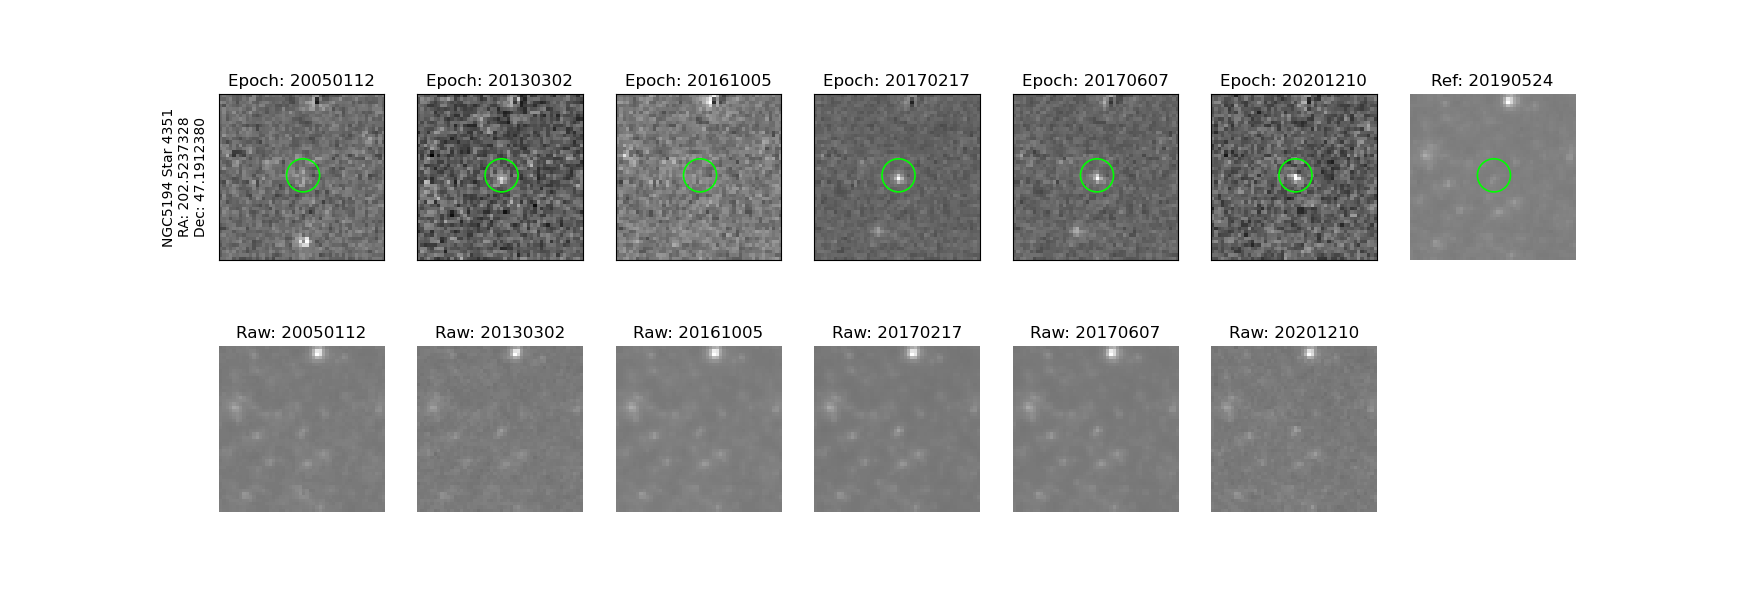 Epoch: 20050112
Epoch: 20130302
Epoch: 20161005
Epoch: 20170217
Epoch: 20170607
Epoch: 20201210
Ref: 20190524
NGC5194 Star 4351
RA: 202.5237328
Dec: 47.1912380
Raw: 20050112
Raw: 20130302
Raw: 20161005
Raw: 20170217
Raw: 20170607
Raw: 20201210